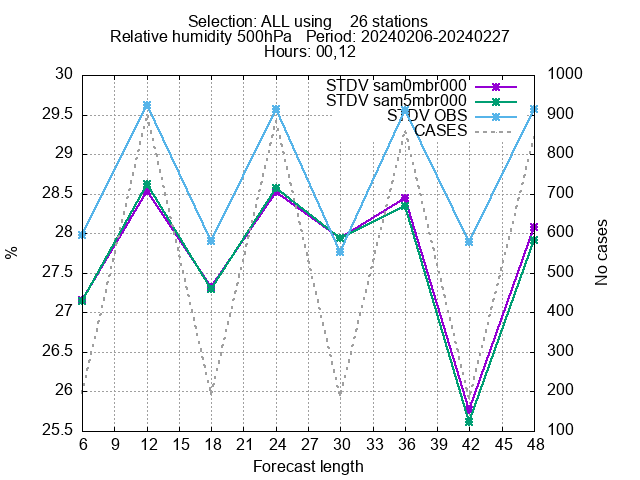 Selection: ALL using    26 stations
Relative humidity 500hPa   Period: 20240206-20240227
Hours: 00,12
STDV sam0mbr000
STDV sam5mbr000
STDV OBS
CASES
30
29.5
29
28.5
28
27.5
27
26.5
26
25.5
%
1000
900
800
700
600
500
400
300
200
100
No cases
6 9 12 15 18 21 24 27 30 33 36 39 42 45 48
Forecast length